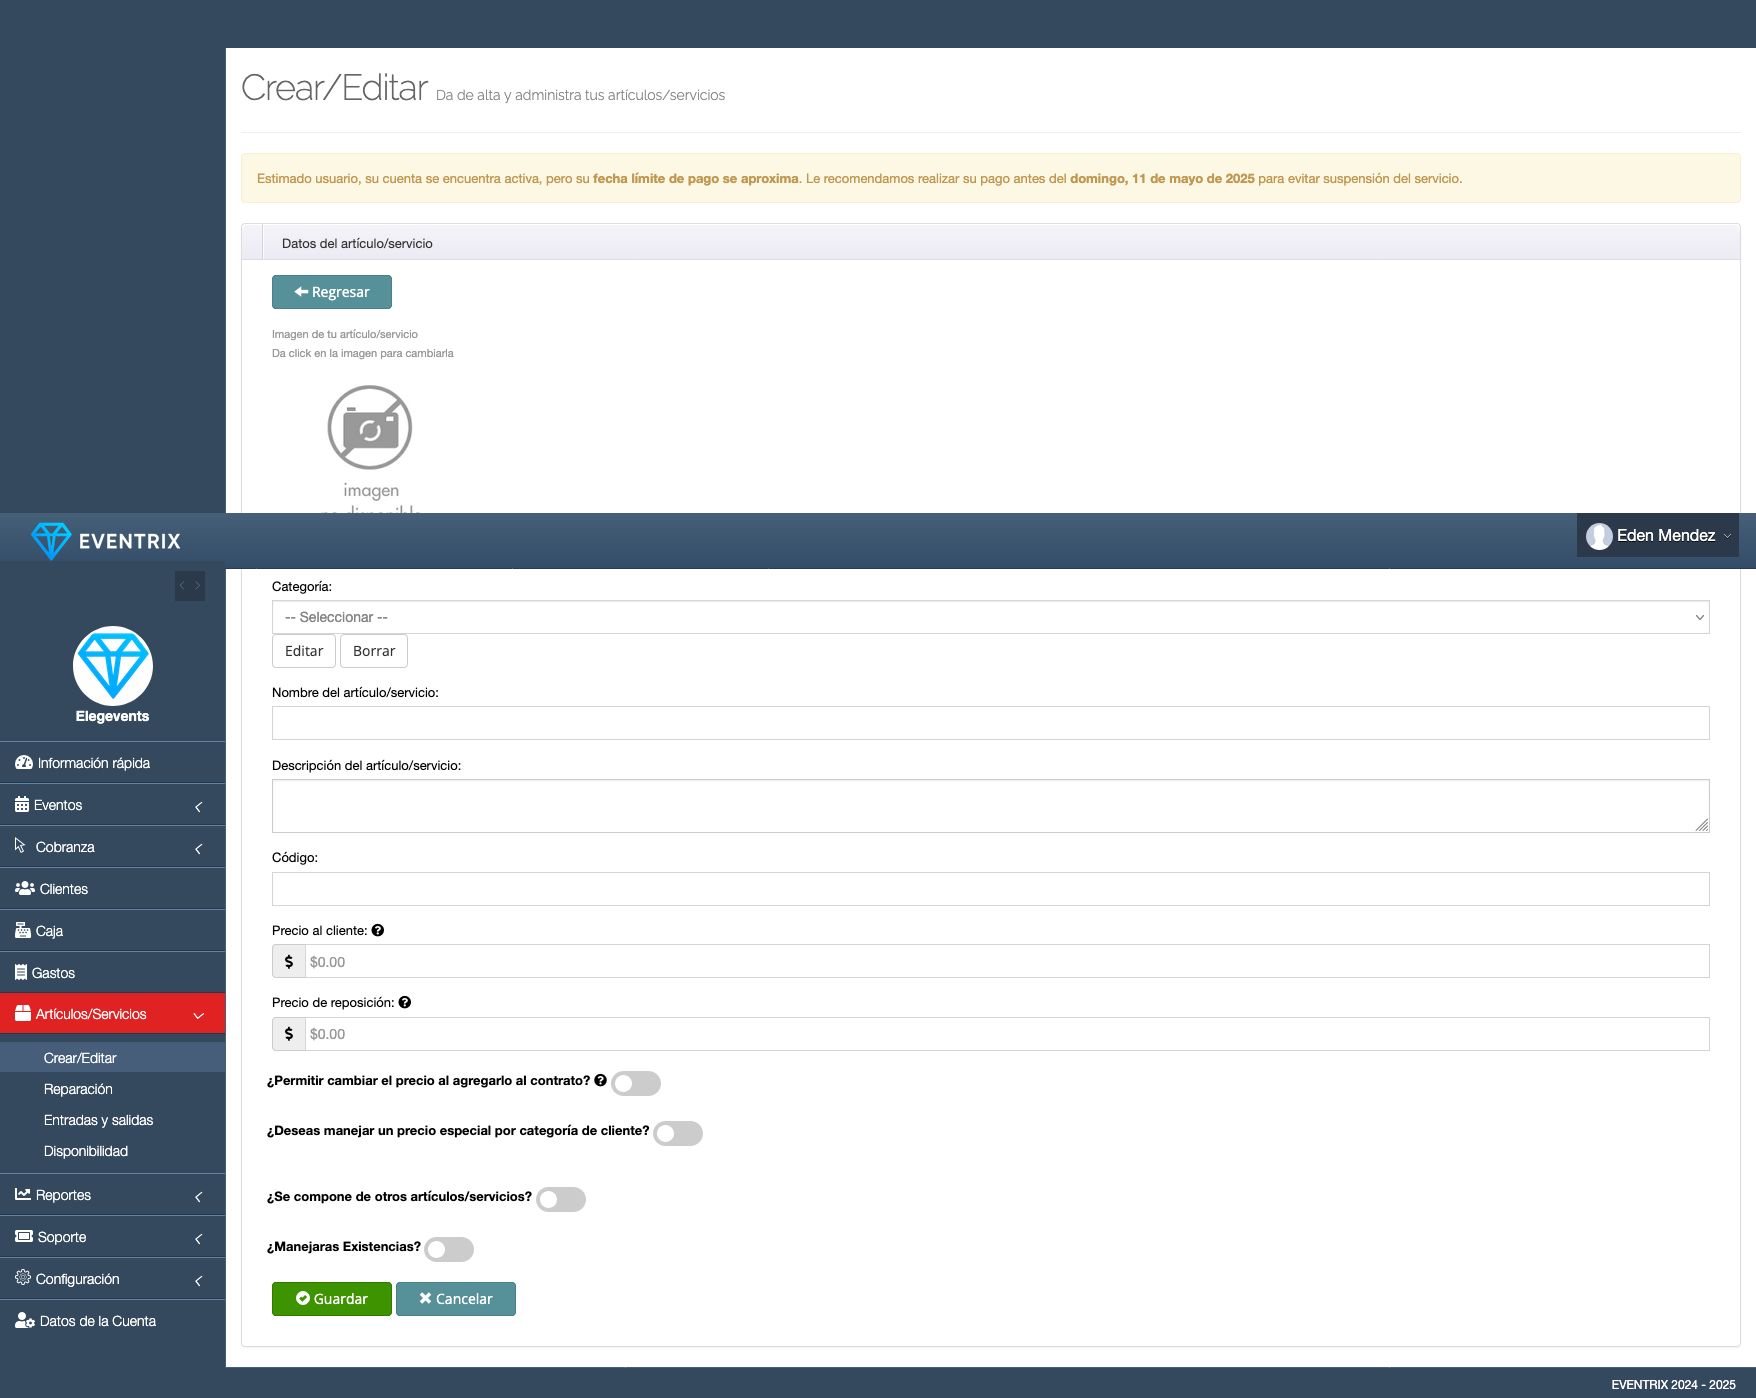 Crear/Editar Da de alta y administra tus artículos/servicios
Estimado usuario, su cuenta se encuentra activa, pero su fecha límite de pago se aproxima. Le recomendamos realizar su pago antes del domingo, 11 de mayo de 2025 para evitar suspensión del servicio.
Datos del artículo/servicio
Regresar
Imagen de tu artículo/servicio
Da click en la imagen para cambiarla
imagen
no disponible
EVENTRIX
Eden Mendez
Elegevents
Información rápida
Eventos
Cobranza
Clientes
Caja
Gastos
Artículos/Servicios
Crear/Editar
Reparación
Entradas y salidas
Disponibilidad
Reportes
Soporte
Configuración
Datos de la Cuenta
Categoría:
-- Seleccionar --
Editar Borrar
Nombre del artículo/servicio:
Descripción del artículo/servicio:
Código:
Precio al cliente:
$ $0.00
Precio de reposición:
$ $0.00
¿Permitir cambiar el precio al agregarlo al contrato?
¿Deseas manejar un precio especial por categoría de cliente?
¿Se compone de otros artículos/servicios?
¿Manejaras Existencias?
Guardar Cancelar
EVENTRIX 2024 - 2025